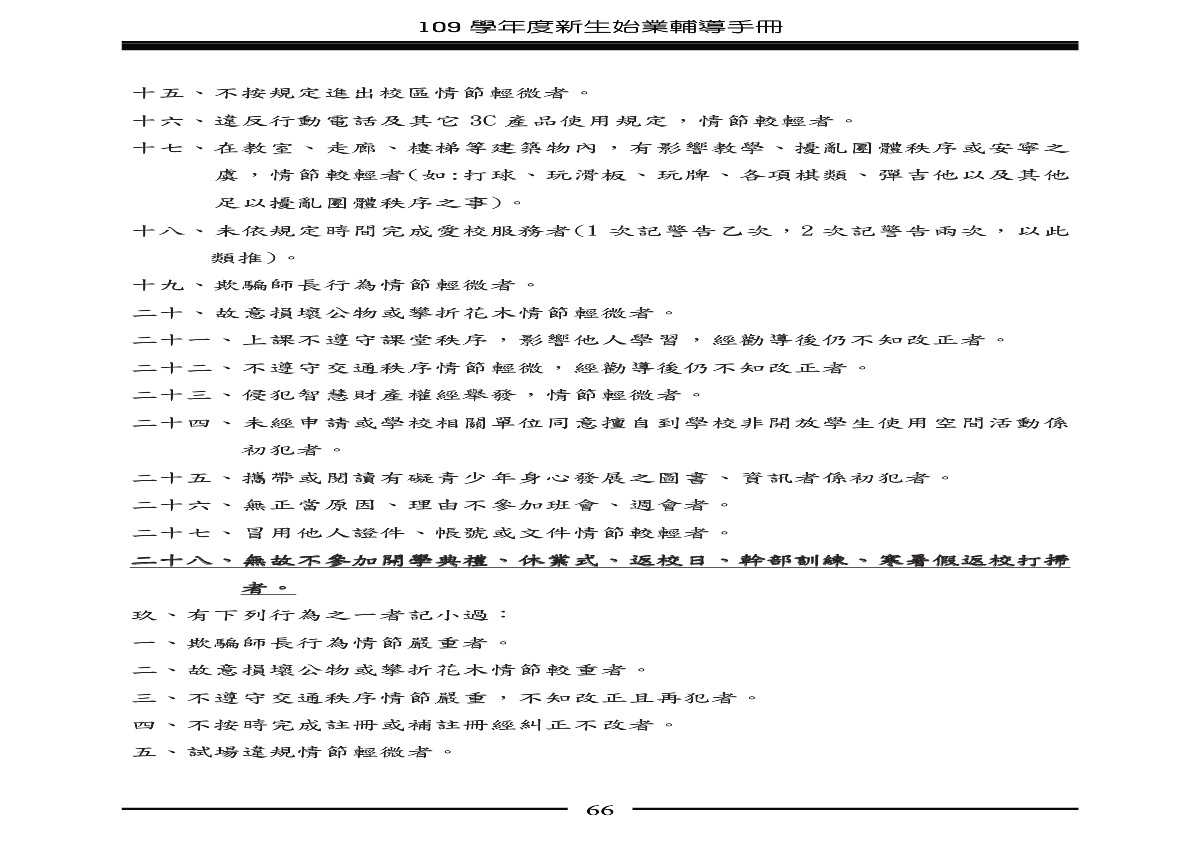 109 學年度新生始業輔導手冊
十五、不按規定進出校區情節輕微者。
十六、違反行動電話及其它 3C 產品使用規定，情節較輕者。
十七、在教室、走廊、樓梯等建築物內，有影響教學、擾亂團體秩序或安寧之
虞，情節較輕者(如:打球、玩滑板、玩牌、各項棋類、彈吉他以及其他
足以擾亂團體秩序之事)。
十八、未依規定時間完成愛校服務者(1 次記警告乙次，2 次記警告兩次，以此
類推)。
十九、欺騙師長行為情節輕微者。
二十、故意損壞公物或攀折花木情節輕微者。
二十一、上課不遵守課堂秩序，影響他人學習，經勸導後仍不知改正者。
二十二、不遵守交通秩序情節輕微，經勸導後仍不知改正者。
二十三、侵犯智慧財產權經舉發，情節輕微者。
二十四、未經申請或學校相關單位同意擅自到學校非開放學生使用空間活動係
初犯者。
二十五、攜帶或閱讀有礙青少年身心發展之圖書、資訊者係初犯者。
二十六、無正當原因、理由不參加班會、週會者。
二十七、冒用他人證件、帳號或文件情節較輕者。
二十八、無故不參加開學典禮、休業式、返校日、幹部訓練、寒暑假返校打掃
者。
玖、有下列行為之一者記小過：
一、欺騙師長行為情節嚴重者。
二、故意損壞公物或攀折花木情節較重者。
三、不遵守交通秩序情節嚴重，不知改正且再犯者。
四、不按時完成註冊或補註冊經糾正不改者。
五、試場違規情節輕微者。
66